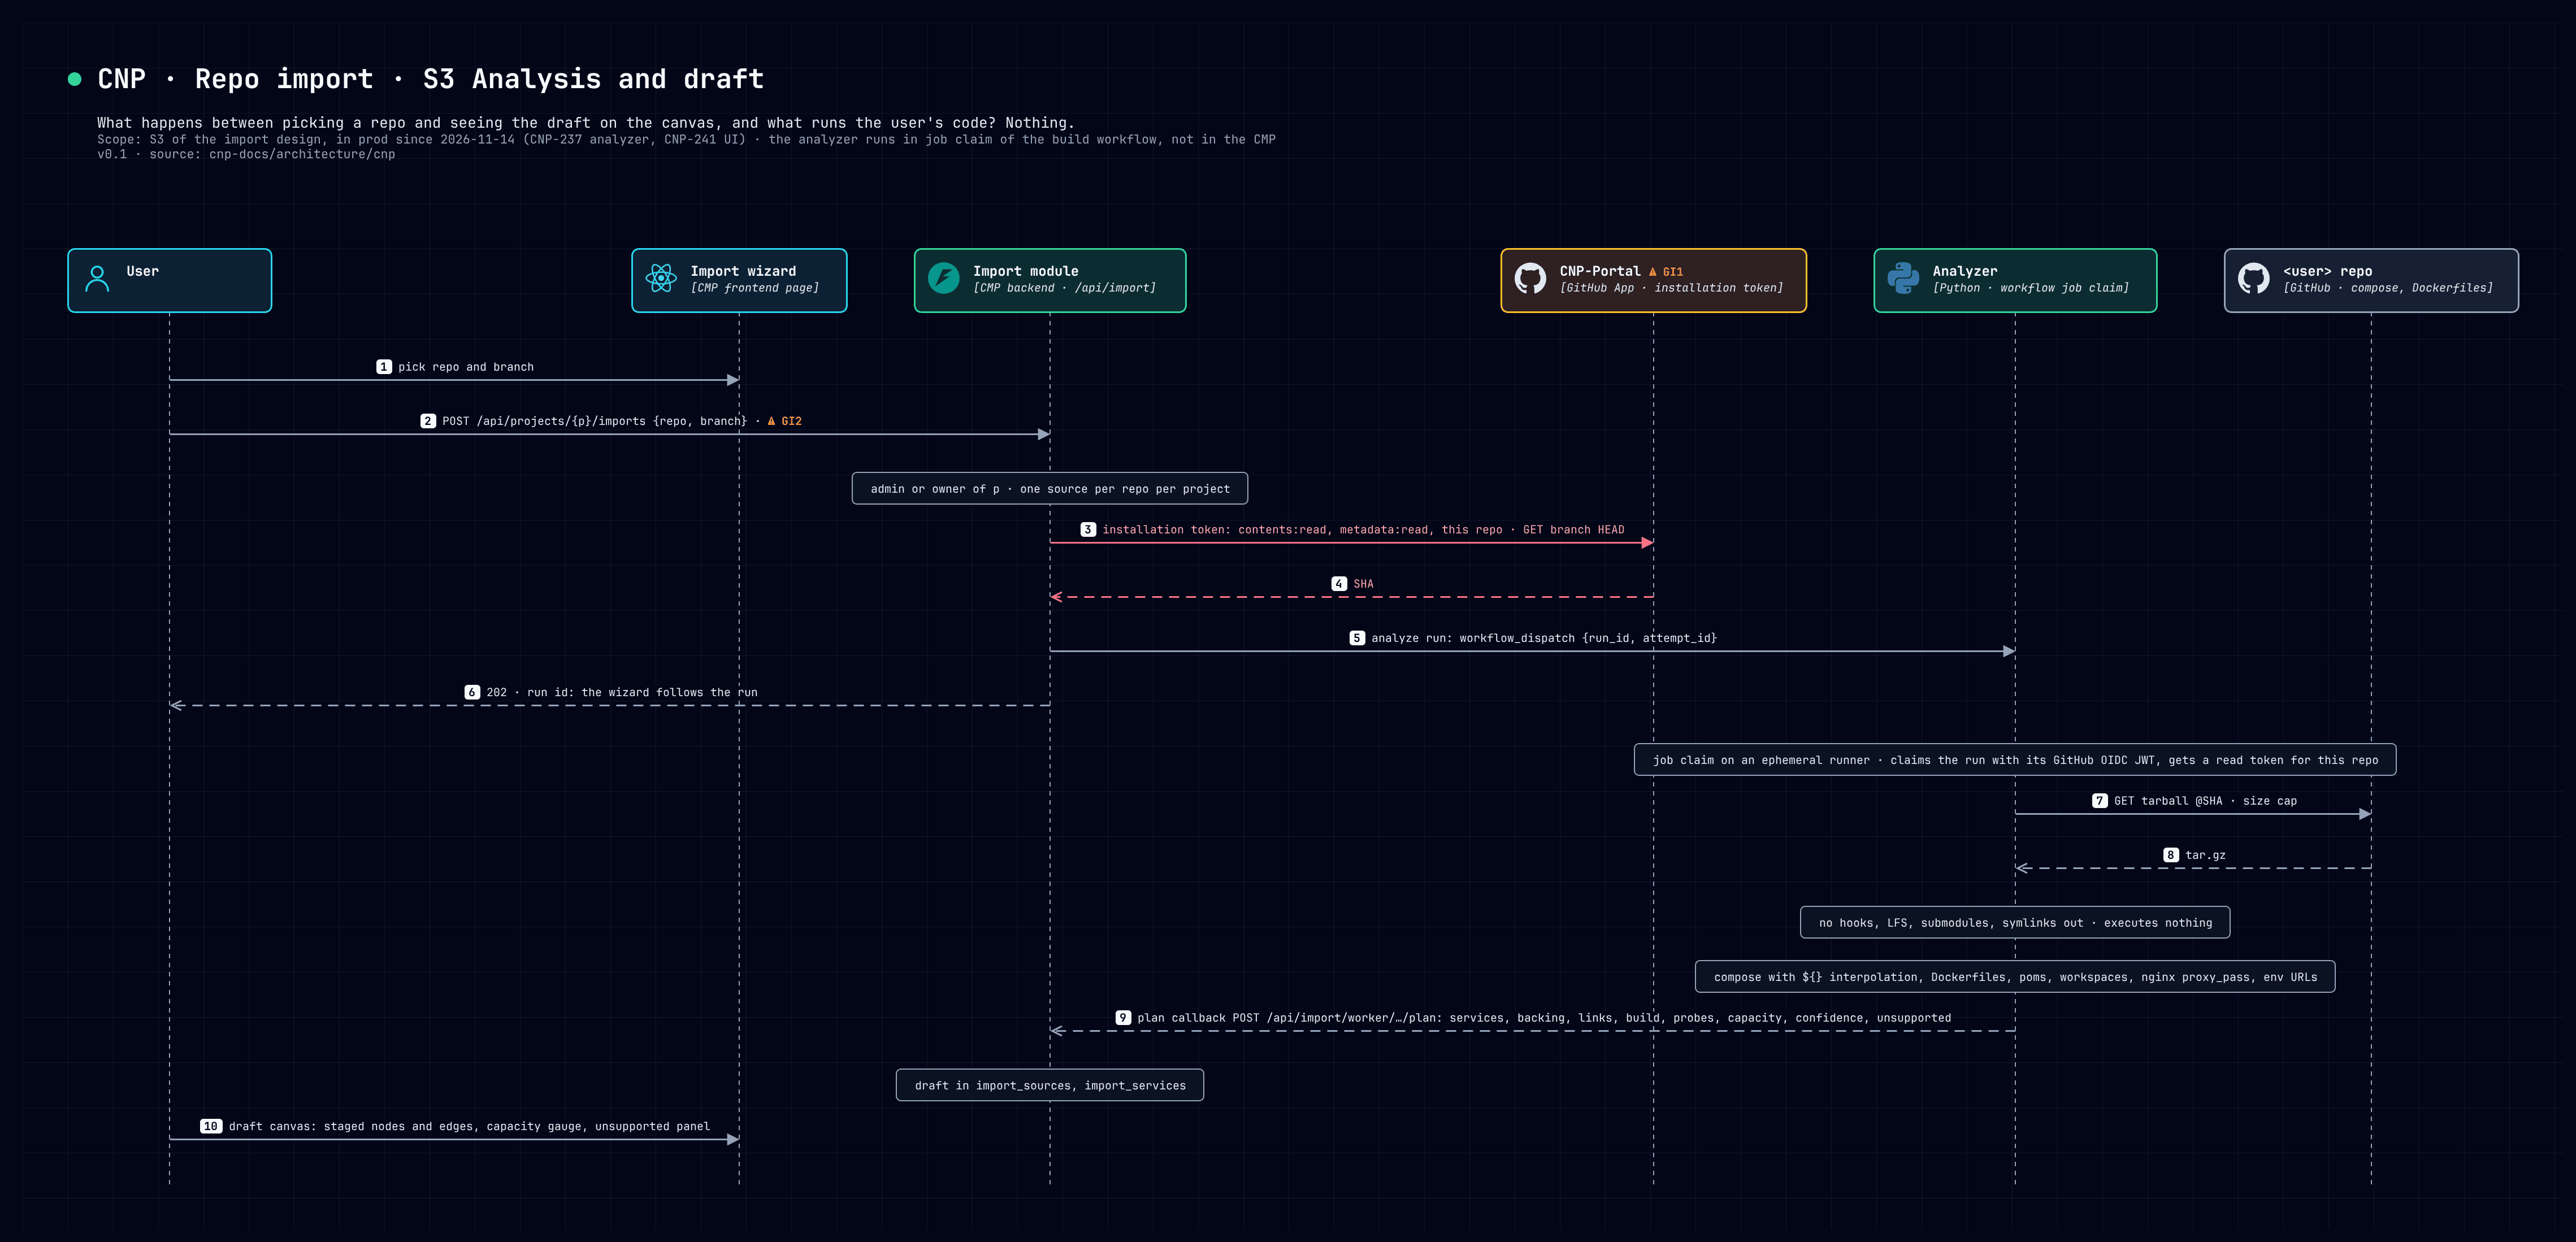 CNP · Repo import · S3 Analysis and draft
What happens between picking a repo and seeing the draft on the canvas, and what runs the user's code? Nothing.
Scope: S3 of the import design, in prod since 2026-11-14 (CNP-237 analyzer, CNP-241 UI) · the analyzer runs in job claim of the build workflow, not in the CMP
v0.1 · source: cnp-docs/architecture/cnp
User
Import wizard
[CMP frontend page]
Import module
[CMP backend · /api/import]
CNP-Portal ⚠ GI1
[GitHub App · installation token]
Analyzer
[Python · workflow job claim]
<user> repo
[GitHub · compose, Dockerfiles]
1 pick repo and branch
2 POST /api/projects/{p}/imports {repo, branch} · ⚠ GI2
admin or owner of p · one source per repo per project
3 installation token: contents:read, metadata:read, this repo · GET branch HEAD
4 SHA
5 analyze run: workflow_dispatch {run_id, attempt_id}
6 202 · run id: the wizard follows the run
job claim on an ephemeral runner · claims the run with its GitHub OIDC JWT, gets a read token for this repo
7 GET tarball @SHA · size cap
8 tar.gz
no hooks, LFS, submodules, symlinks out · executes nothing
compose with ${} interpolation, Dockerfiles, poms, workspaces, nginx proxy_pass, env URLs
9 plan callback POST /api/import/worker/…/plan: services, backing, links, build, probes, capacity, confidence, unsupported
draft in import_sources, import_services
10 draft canvas: staged nodes and edges, capacity gauge, unsupported panel